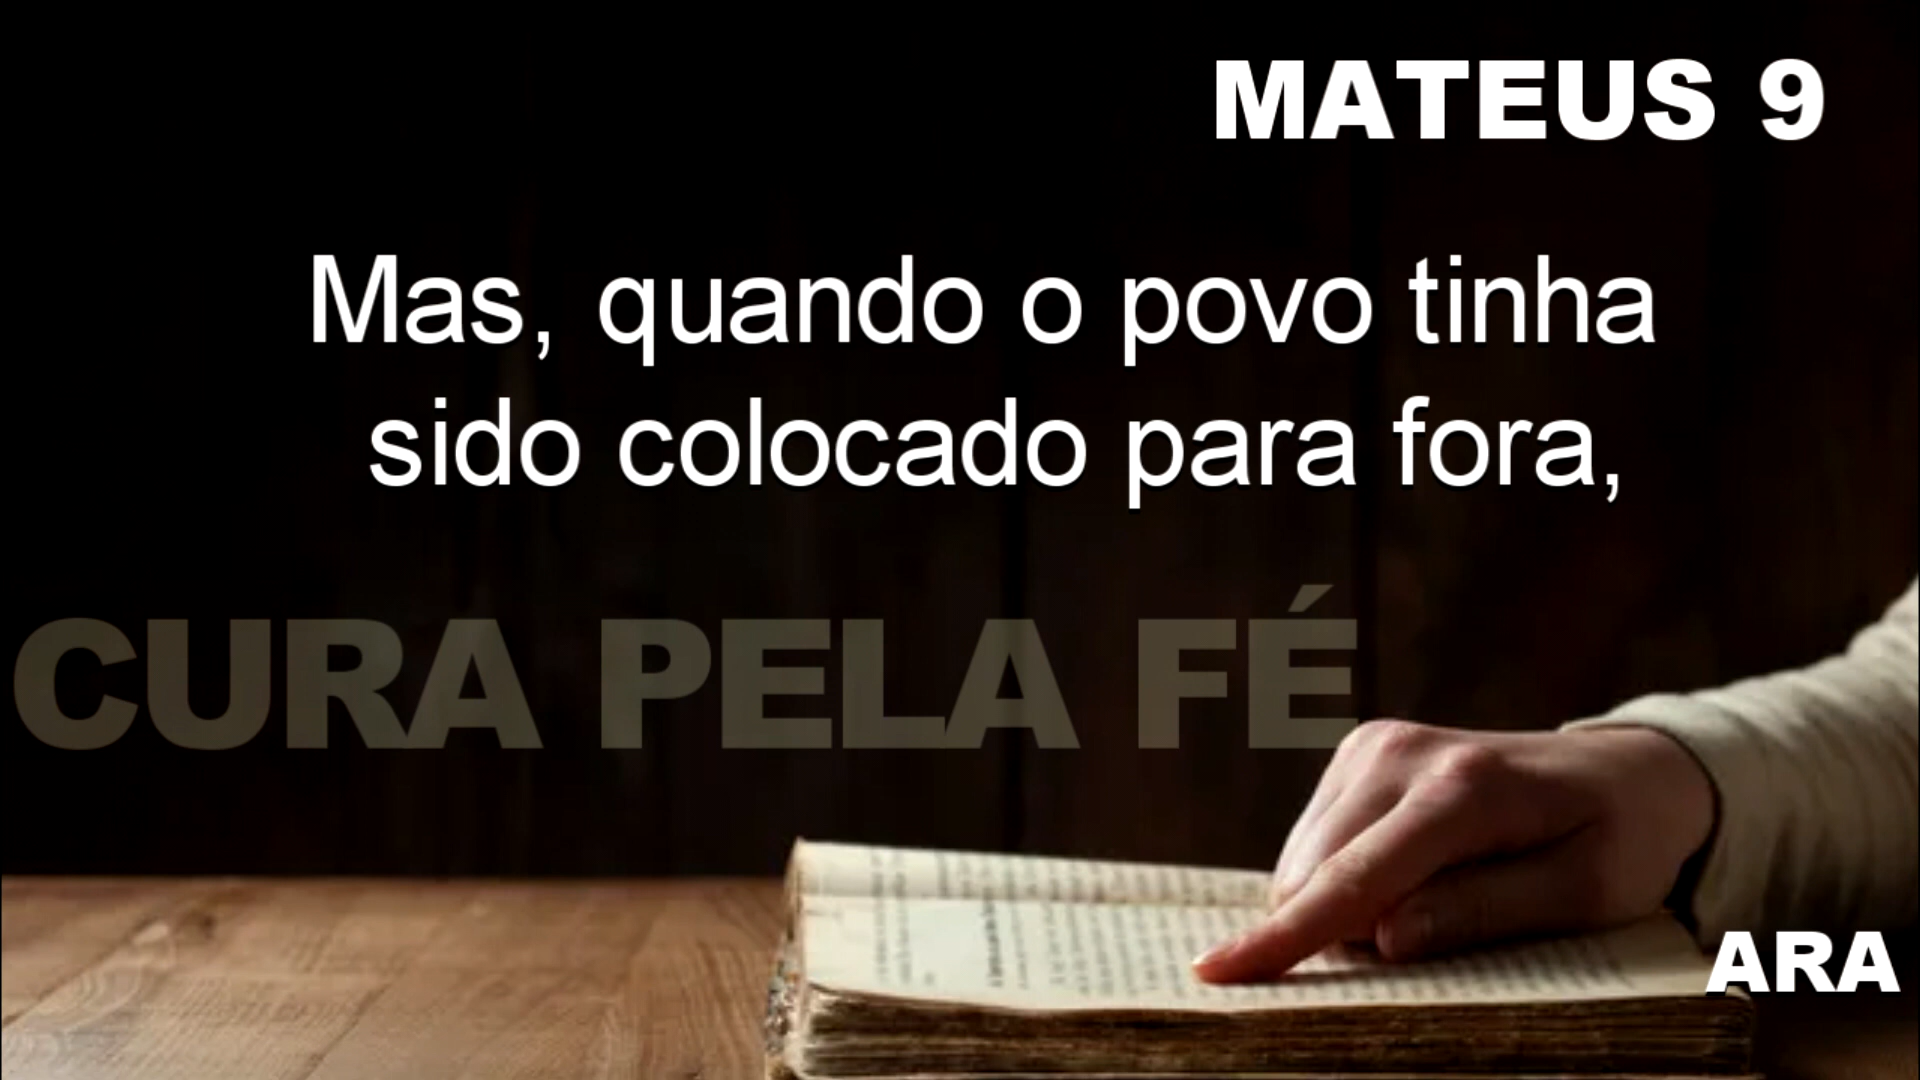 MATEUS 9
Mas, quando o povo tinha
sido colocado para fora,
CURA PELA FÉ
ARA